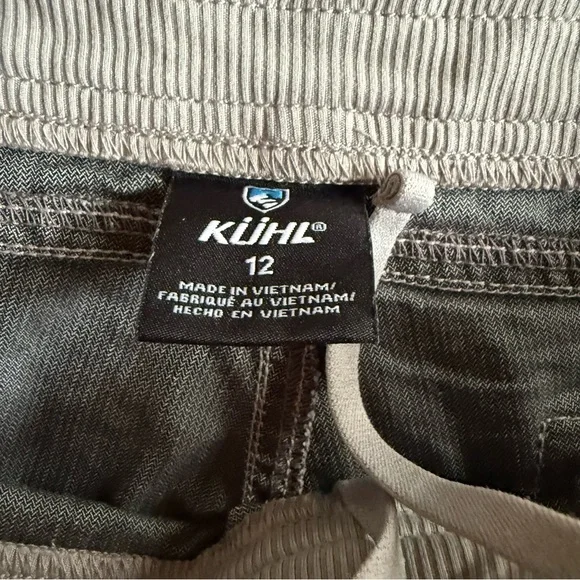 KÜHL®
12
MADE IN VIETNAM/
FABRIQUÉ AU VIETNAM/
HECHO EN VIETNAM